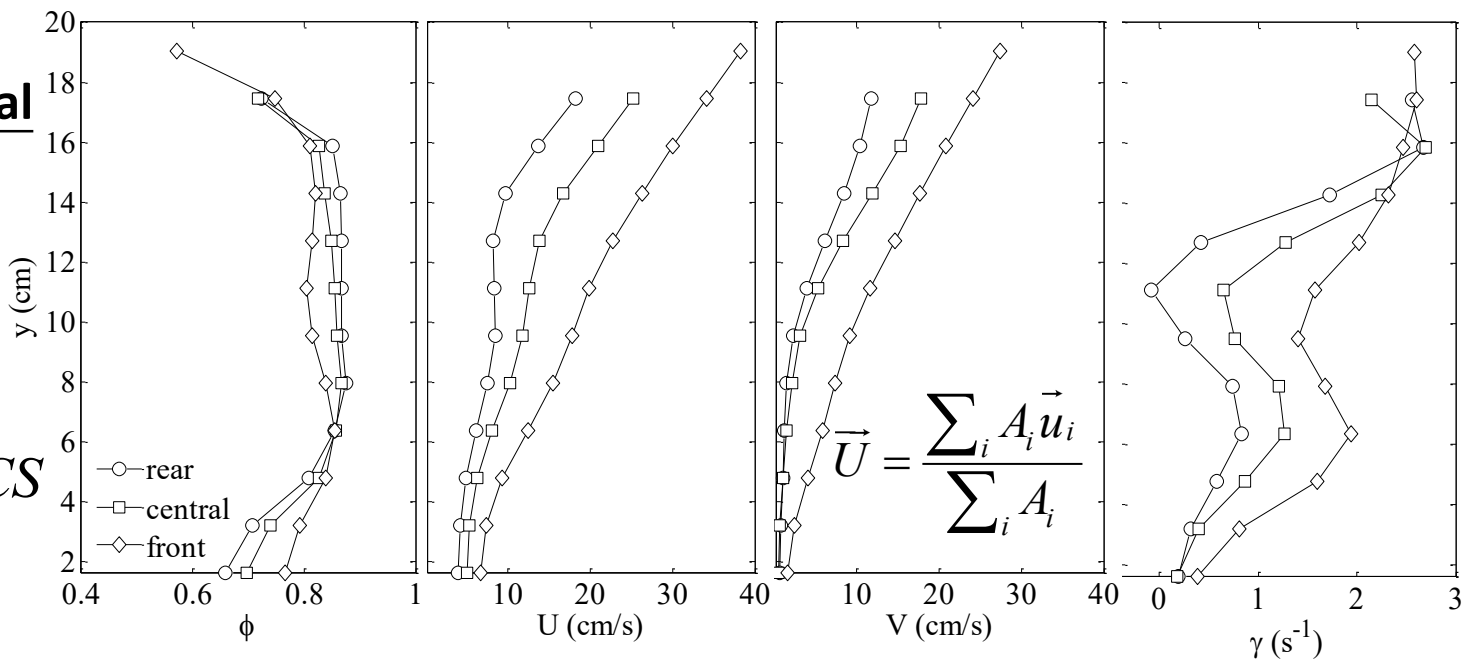 al
CS
20
18
16
14
12
10
8
6
4
2
y (cm)
rear
central
front
0.4 0.6 0.8 1
ϕ
10 20 30 40
U (cm/s)
10 20 30 40
V (cm/s)
0 1 2 3
γ (s⁻¹)
U⃗ = ∑ᵢ Aᵢu⃗ᵢ / ∑ᵢ Aᵢ